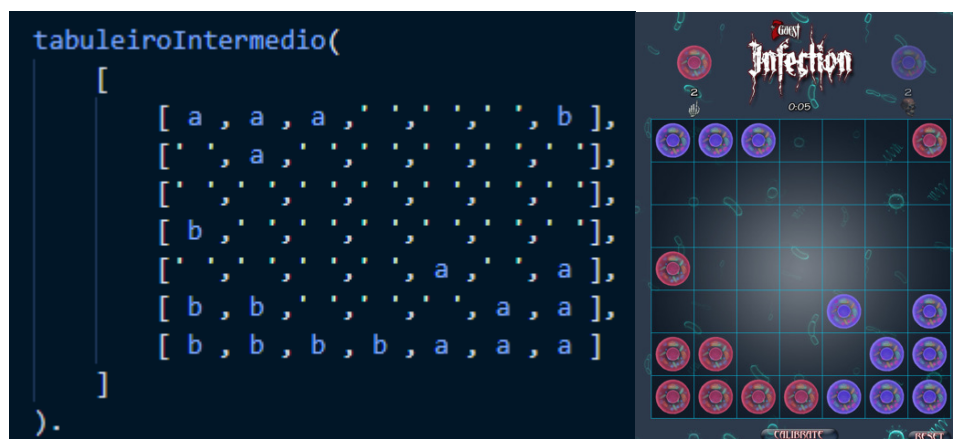 tabuleiroIntermedio(
[
[ a , a , a ,' ',' ',' ', b ],
[' ', a ,' ',' ',' ',' ',' '],
[' ',' ',' ',' ',' ',' ',' '],
[ b ,' ',' ',' ',' ',' ',' '],
[' ',' ',' ',' ', a ,' ', a ],
[ b , b ,' ',' ',' ', a , a ],
[ b , b , b , b , a , a , a ]
]
).
Infection
2
2
0:05
CALIBRATE
RESET